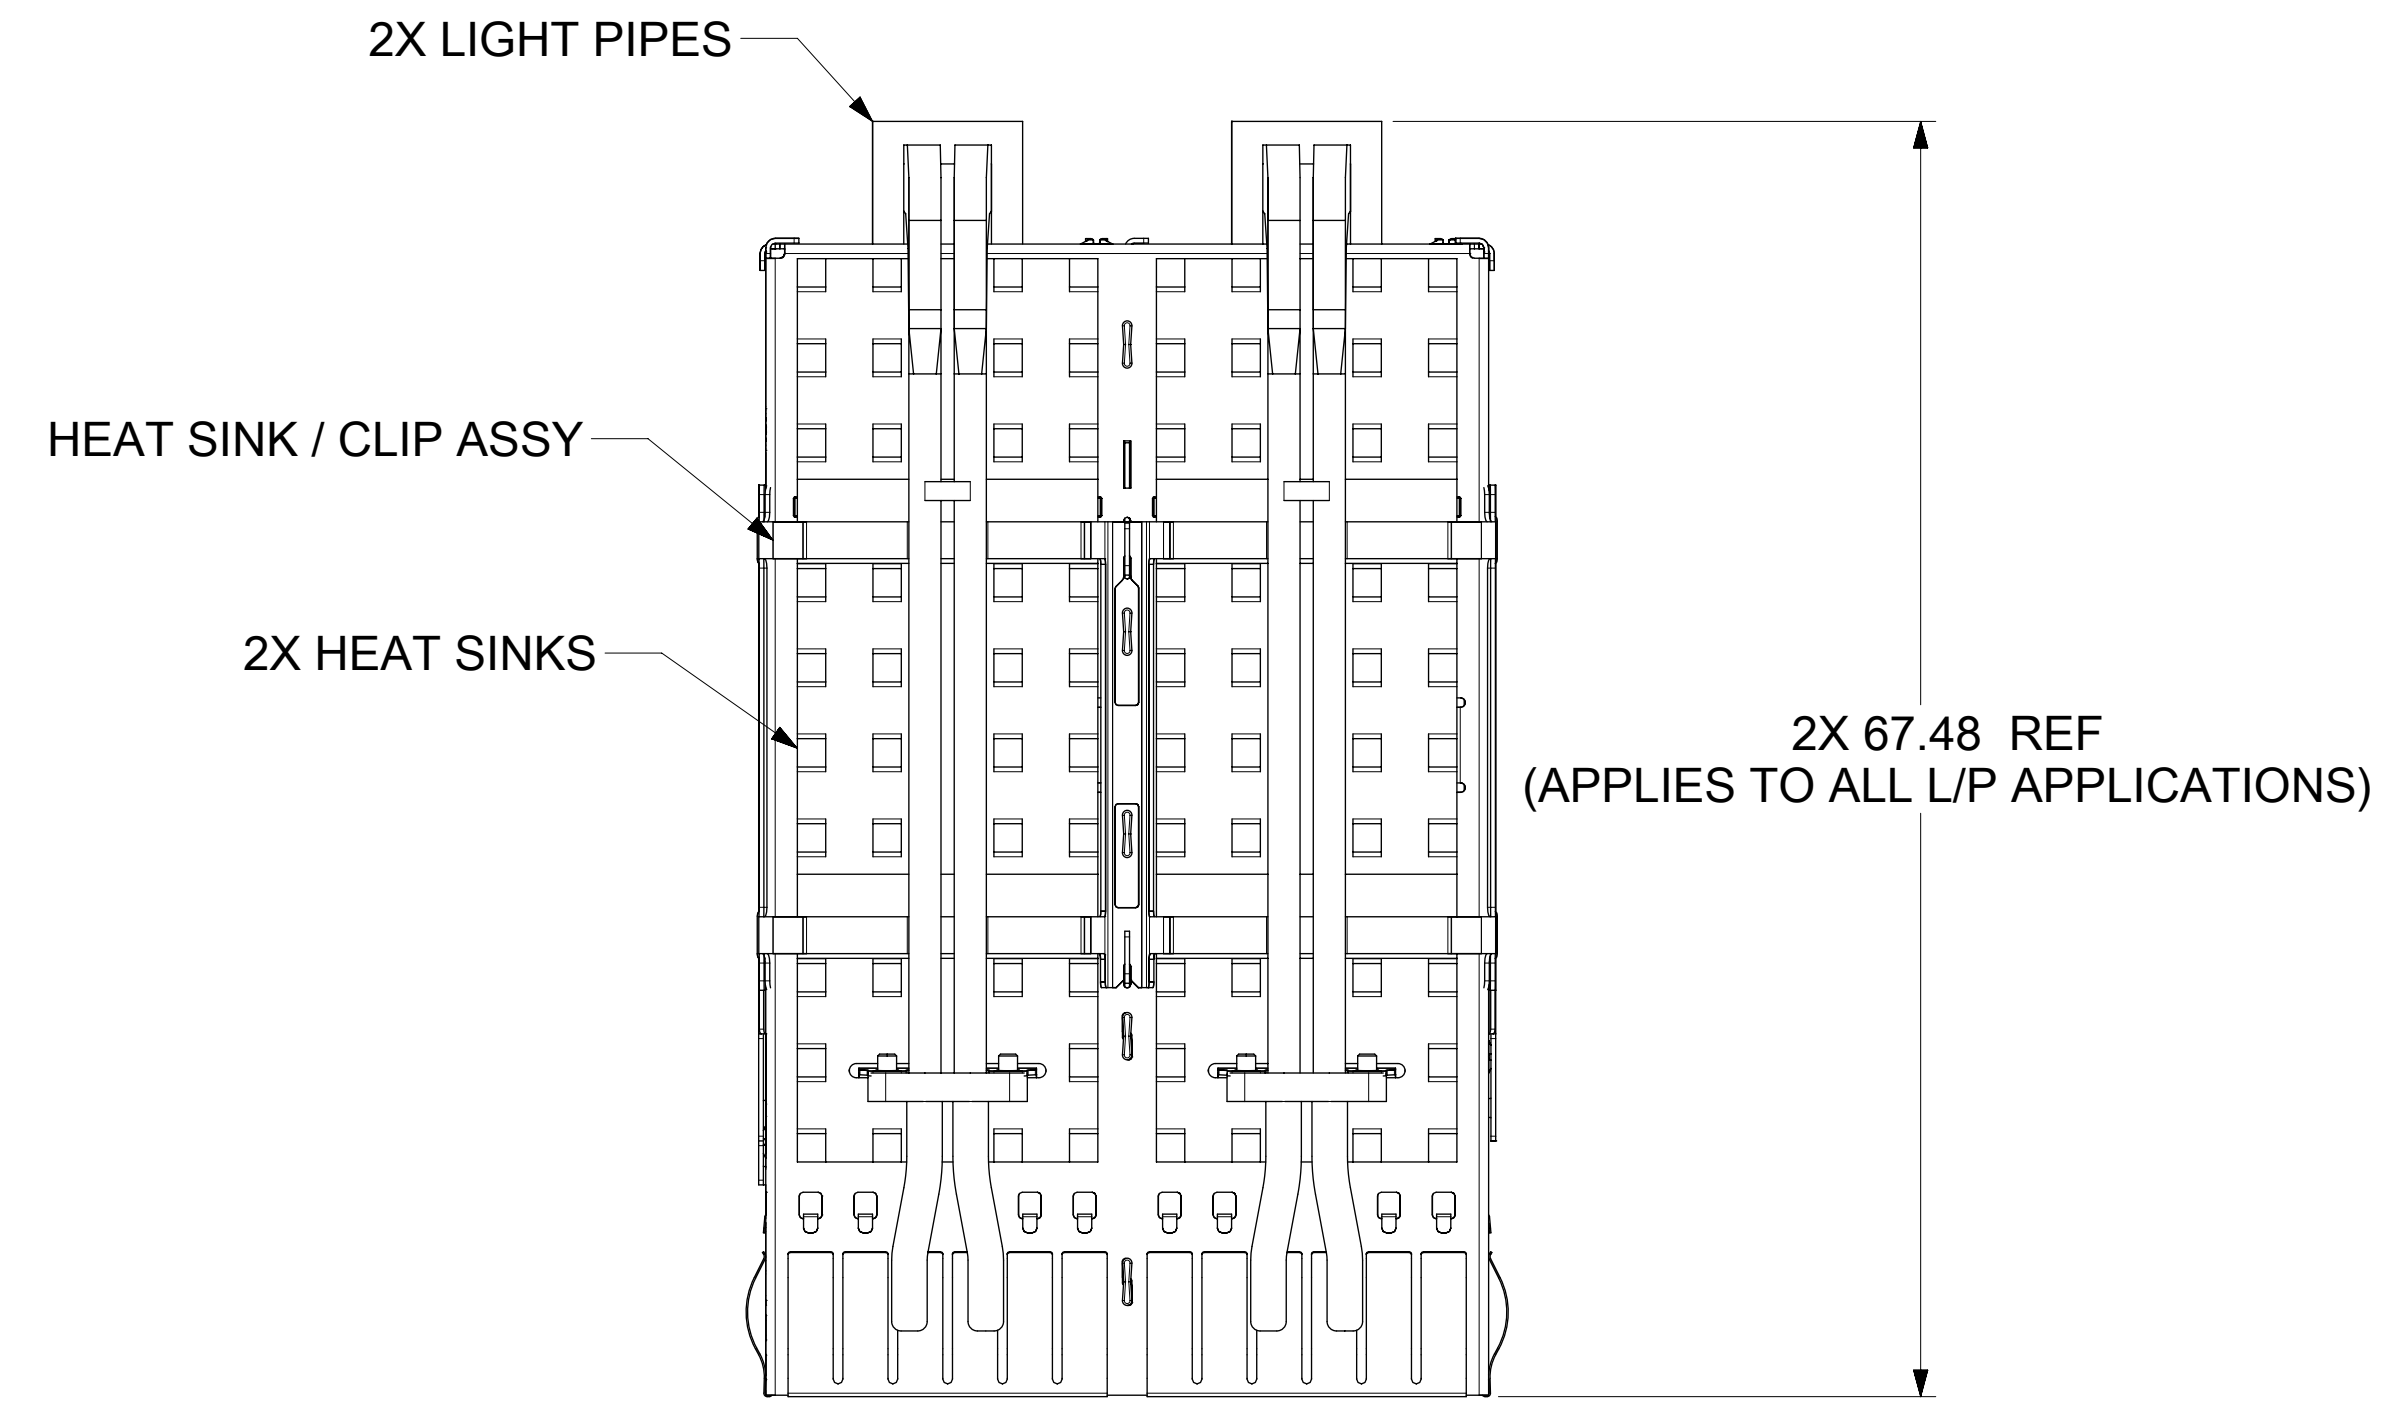 2X LIGHT PIPES
HEAT SINK / CLIP ASSY
2X HEAT SINKS
2X 67.48 REF
(APPLIES TO ALL L/P APPLICATIONS)